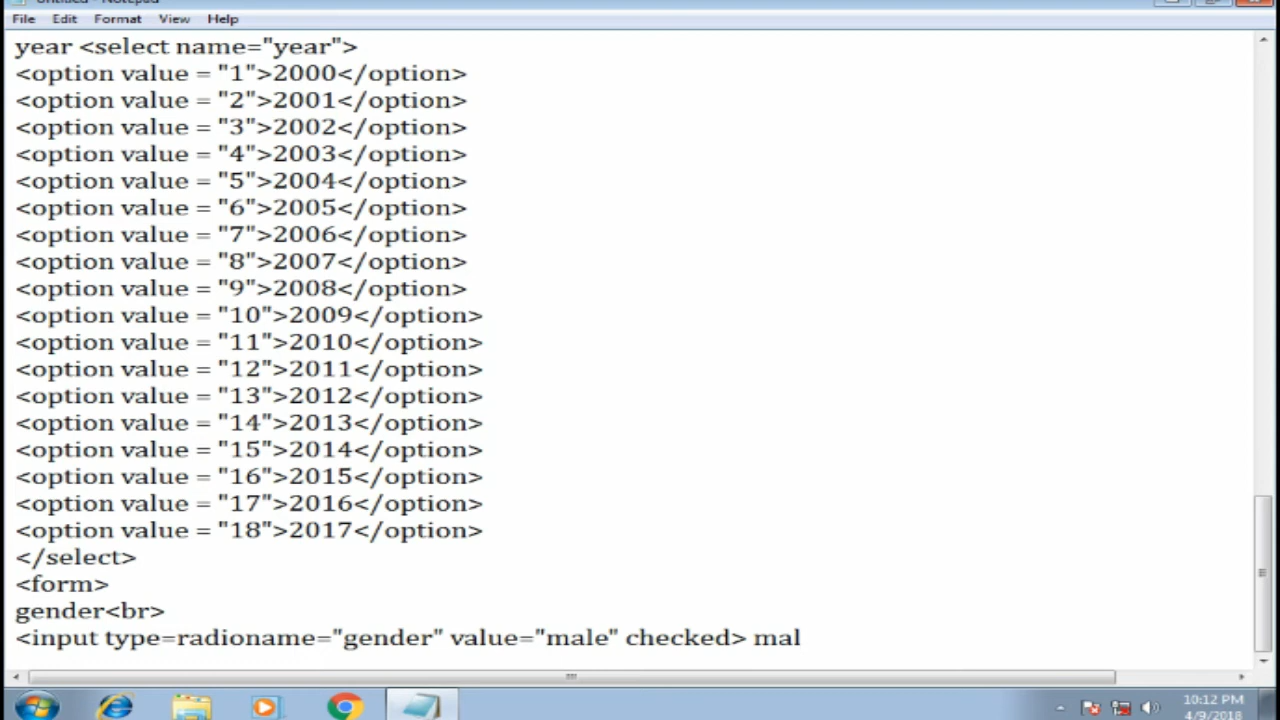 Untitled - Notepad
File Edit Format View Help
year <select name="year">
<option value = "1">2000</option>
<option value = "2">2001</option>
<option value = "3">2002</option>
<option value = "4">2003</option>
<option value = "5">2004</option>
<option value = "6">2005</option>
<option value = "7">2006</option>
<option value = "8">2007</option>
<option value = "9">2008</option>
<option value = "10">2009</option>
<option value = "11">2010</option>
<option value = "12">2011</option>
<option value = "13">2012</option>
<option value = "14">2013</option>
<option value = "15">2014</option>
<option value = "16">2015</option>
<option value = "17">2016</option>
<option value = "18">2017</option>
</select>
<form>
gender<br>
<input type=radioname="gender" value="male" checked> mal
10:12 PM
4/9/2018